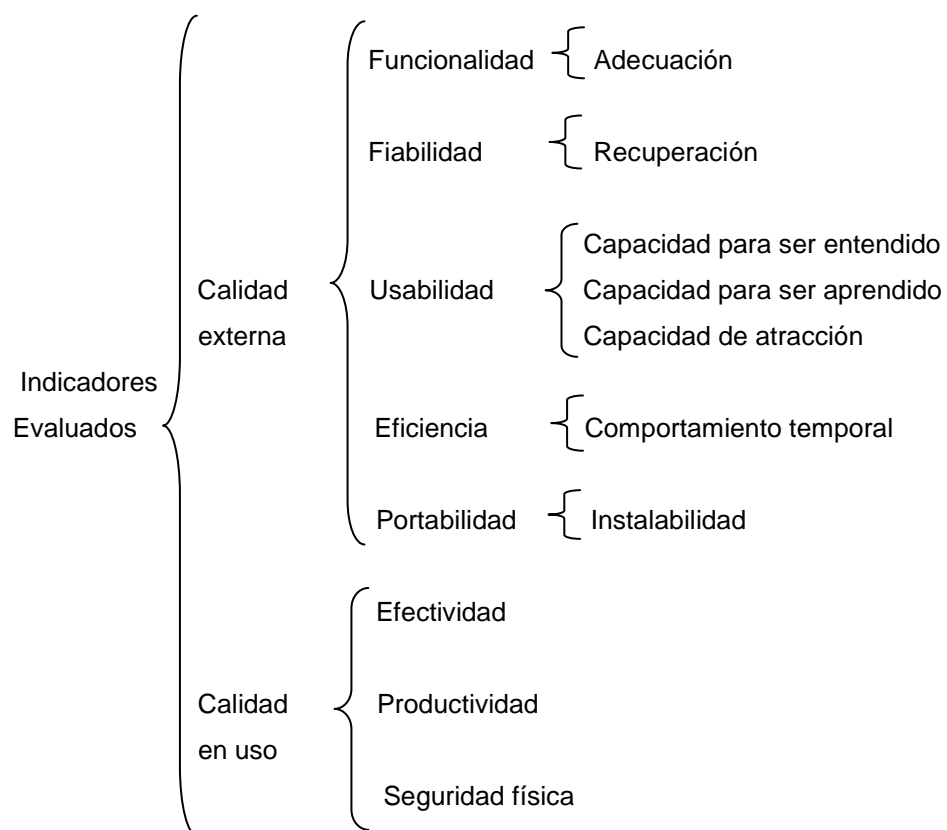 Indicadores
Evaluados
Calidad
externa
Funcionalidad
Adecuación
Fiabilidad
Recuperación
Usabilidad
Capacidad para ser entendido
Capacidad para ser aprendido
Capacidad de atracción
Eficiencia
Comportamiento temporal
Portabilidad
Instalabilidad
Calidad
en uso
Efectividad
Productividad
Seguridad física